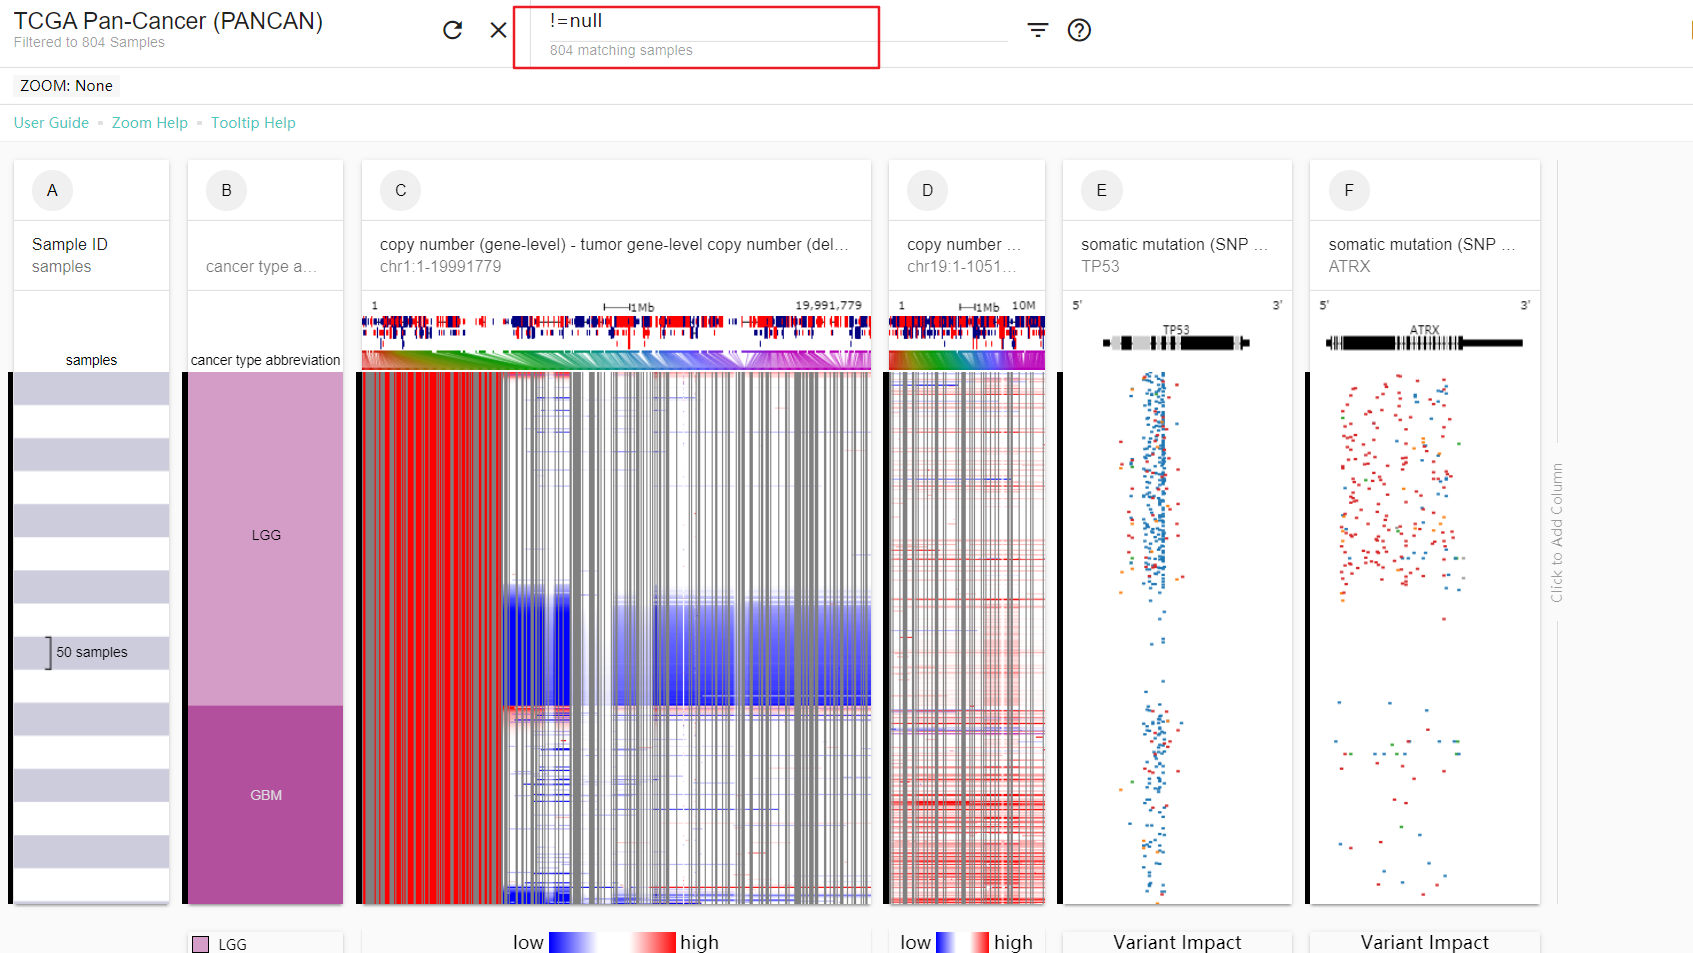 TCGA Pan-Cancer (PANCAN)
Filtered to 804 Samples
!=null
804 matching samples
ZOOM: None
User Guide
Zoom Help
Tooltip Help
A
B
C
D
E
F
Sample ID
samples
cancer type a...
copy number (gene-level) - tumor gene-level copy number (del...
chr1:1-19991779
copy number ...
chr19:1-1051...
somatic mutation (SNP ...
TP53
somatic mutation (SNP ...
ATRX
1
1Mb
19,991,779
1
1Mb
10M
5'
3'
5'
3'
TP53
ATRX
samples
cancer type abbreviation
LGG
50 samples
GBM
Click to Add Column
LGG
low
high
low
high
Variant Impact
Variant Impact